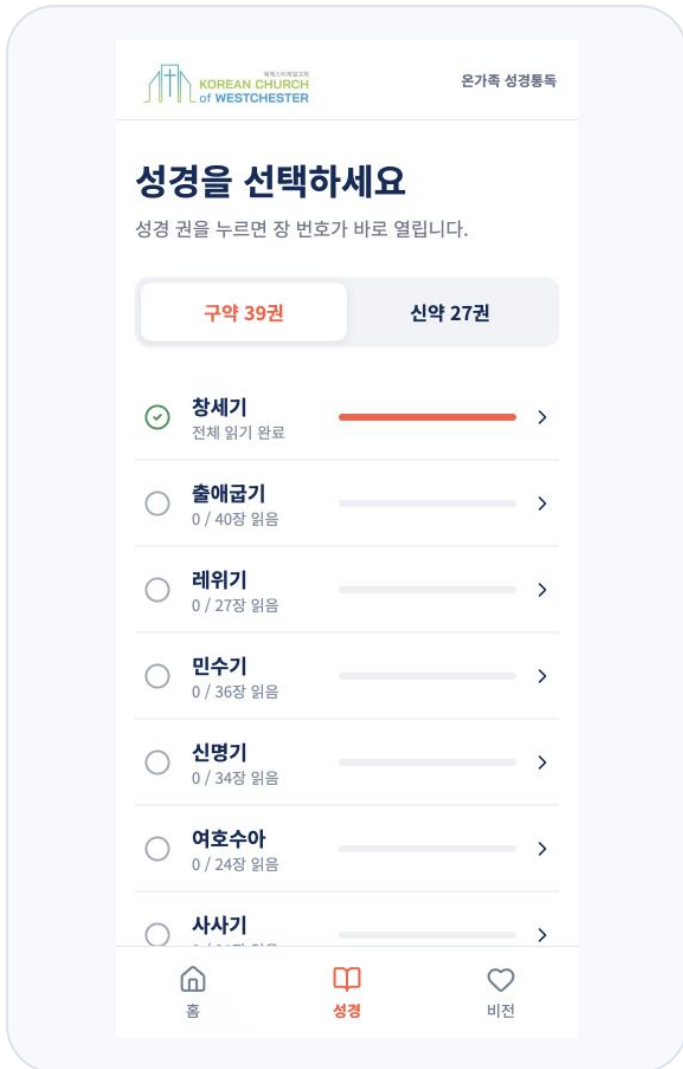 웨체스터제일교회
KOREAN CHURCH
of WESTCHESTER
온가족 성경통독
성경을 선택하세요
성경 권을 누르면 장 번호가 바로 열립니다.
구약 39권
신약 27권
창세기
전체 읽기 완료
출애굽기
0 / 40장 읽음
레위기
0 / 27장 읽음
민수기
0 / 36장 읽음
신명기
0 / 34장 읽음
여호수아
0 / 24장 읽음
사사기
홈
성경
비전